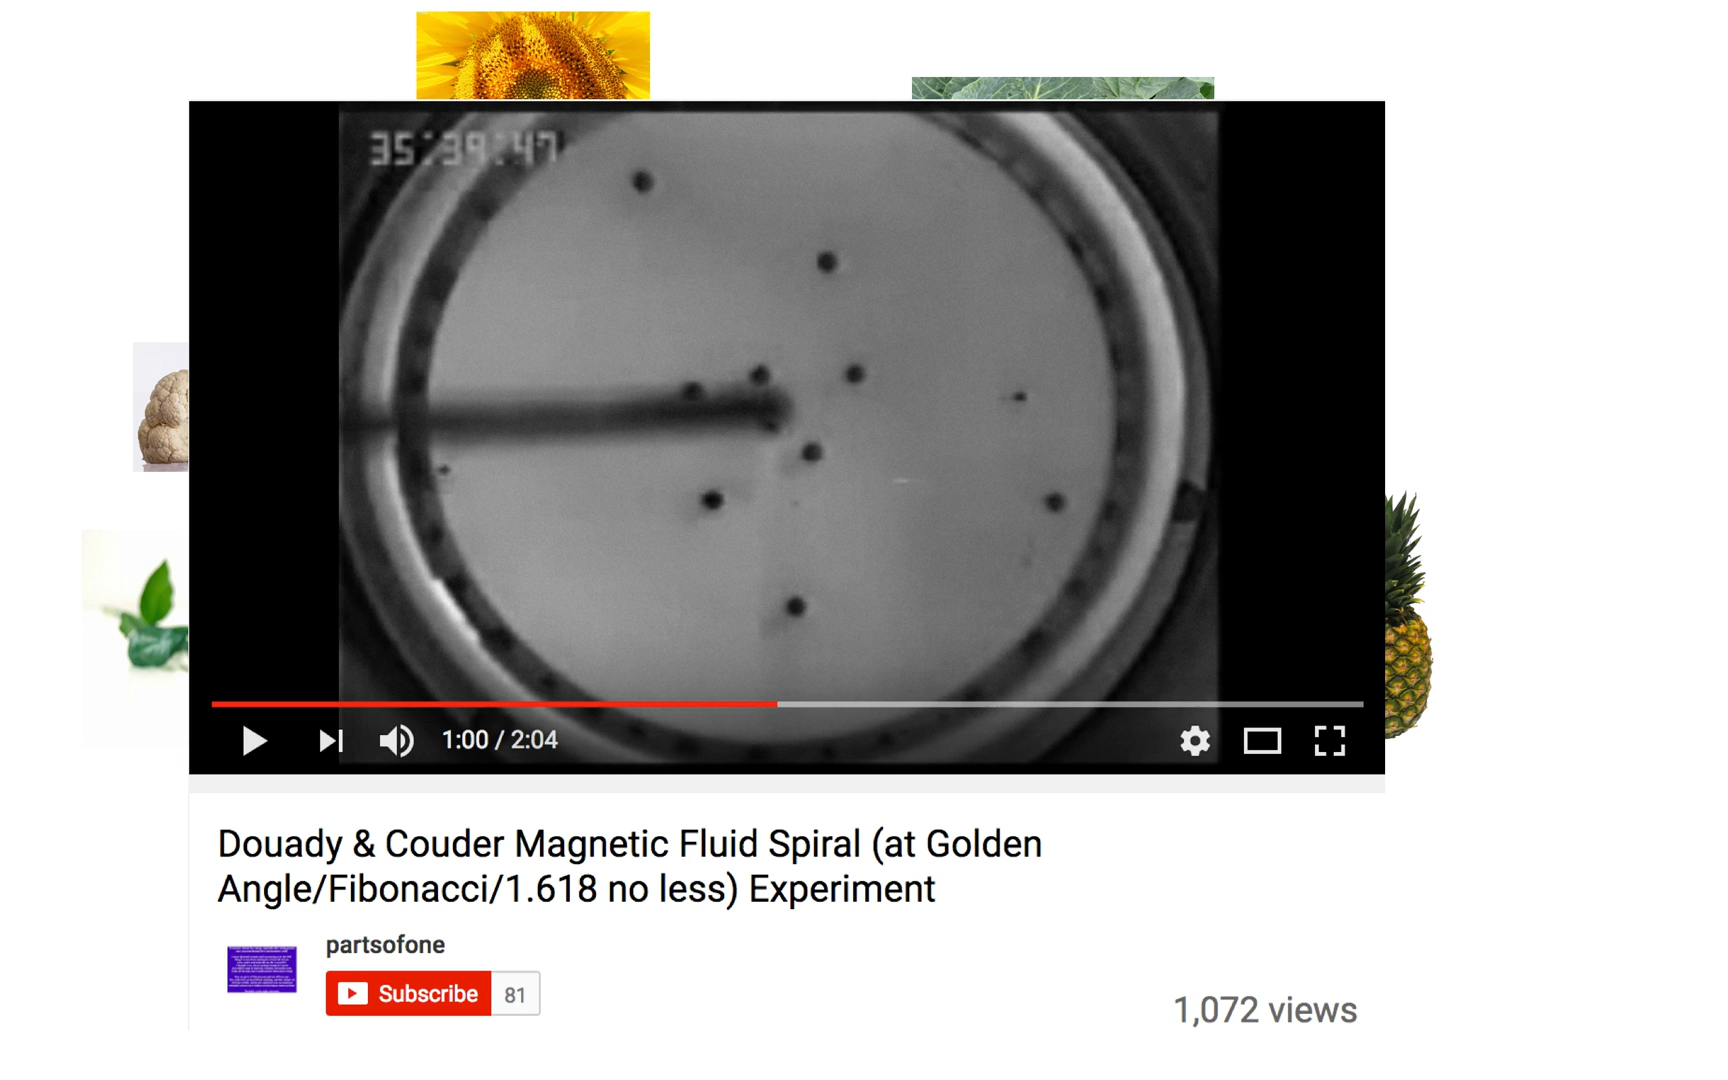 35:39:47
1:00 / 2:04
Douady & Couder Magnetic Fluid Spiral (at Golden
Angle/Fibonacci/1.618 no less) Experiment
partsofone
Subscribe 81
1,072 views